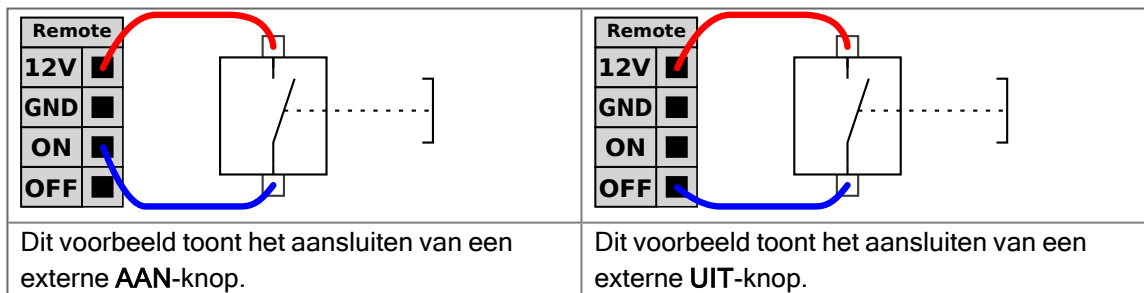 Remote
12V
GND
ON
OFF
Dit voorbeeld toont het aansluiten van een
externe AAN-knop.
Remote
12V
GND
ON
OFF
Dit voorbeeld toont het aansluiten van een
externe UIT-knop.